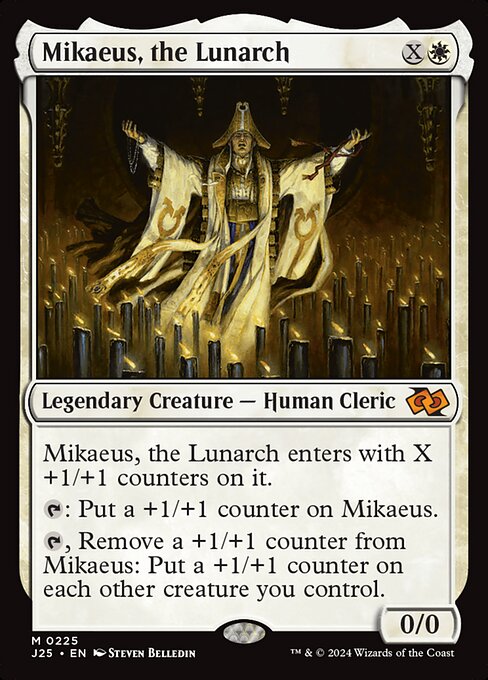 Mikaeus, the Lunarch X
Legendary Creature — Human Cleric
Mikaeus, the Lunarch enters with X
+1/+1 counters on it.
: Put a +1/+1 counter on Mikaeus.
, Remove a +1/+1 counter from
Mikaeus: Put a +1/+1 counter on
each other creature you control.
0/0
M 0225
J25 • EN Steven Belledin
™ & © 2024 Wizards of the Coast